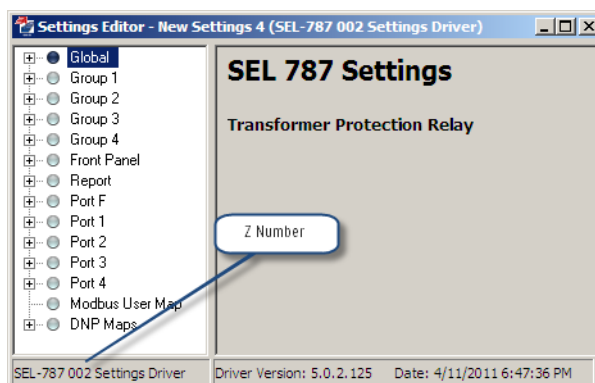 Settings Editor - New Settings 4 (SEL-787 002 Settings Driver)
Global
Group 1
Group 2
Group 3
Group 4
Front Panel
Report
Port F
Port 1
Port 2
Port 3
Port 4
Modbus User Map
DNP Maps
SEL 787 Settings
Transformer Protection Relay
Z Number
SEL-787 002 Settings Driver
Driver Version: 5.0.2.125 Date: 4/11/2011 6:47:36 PM